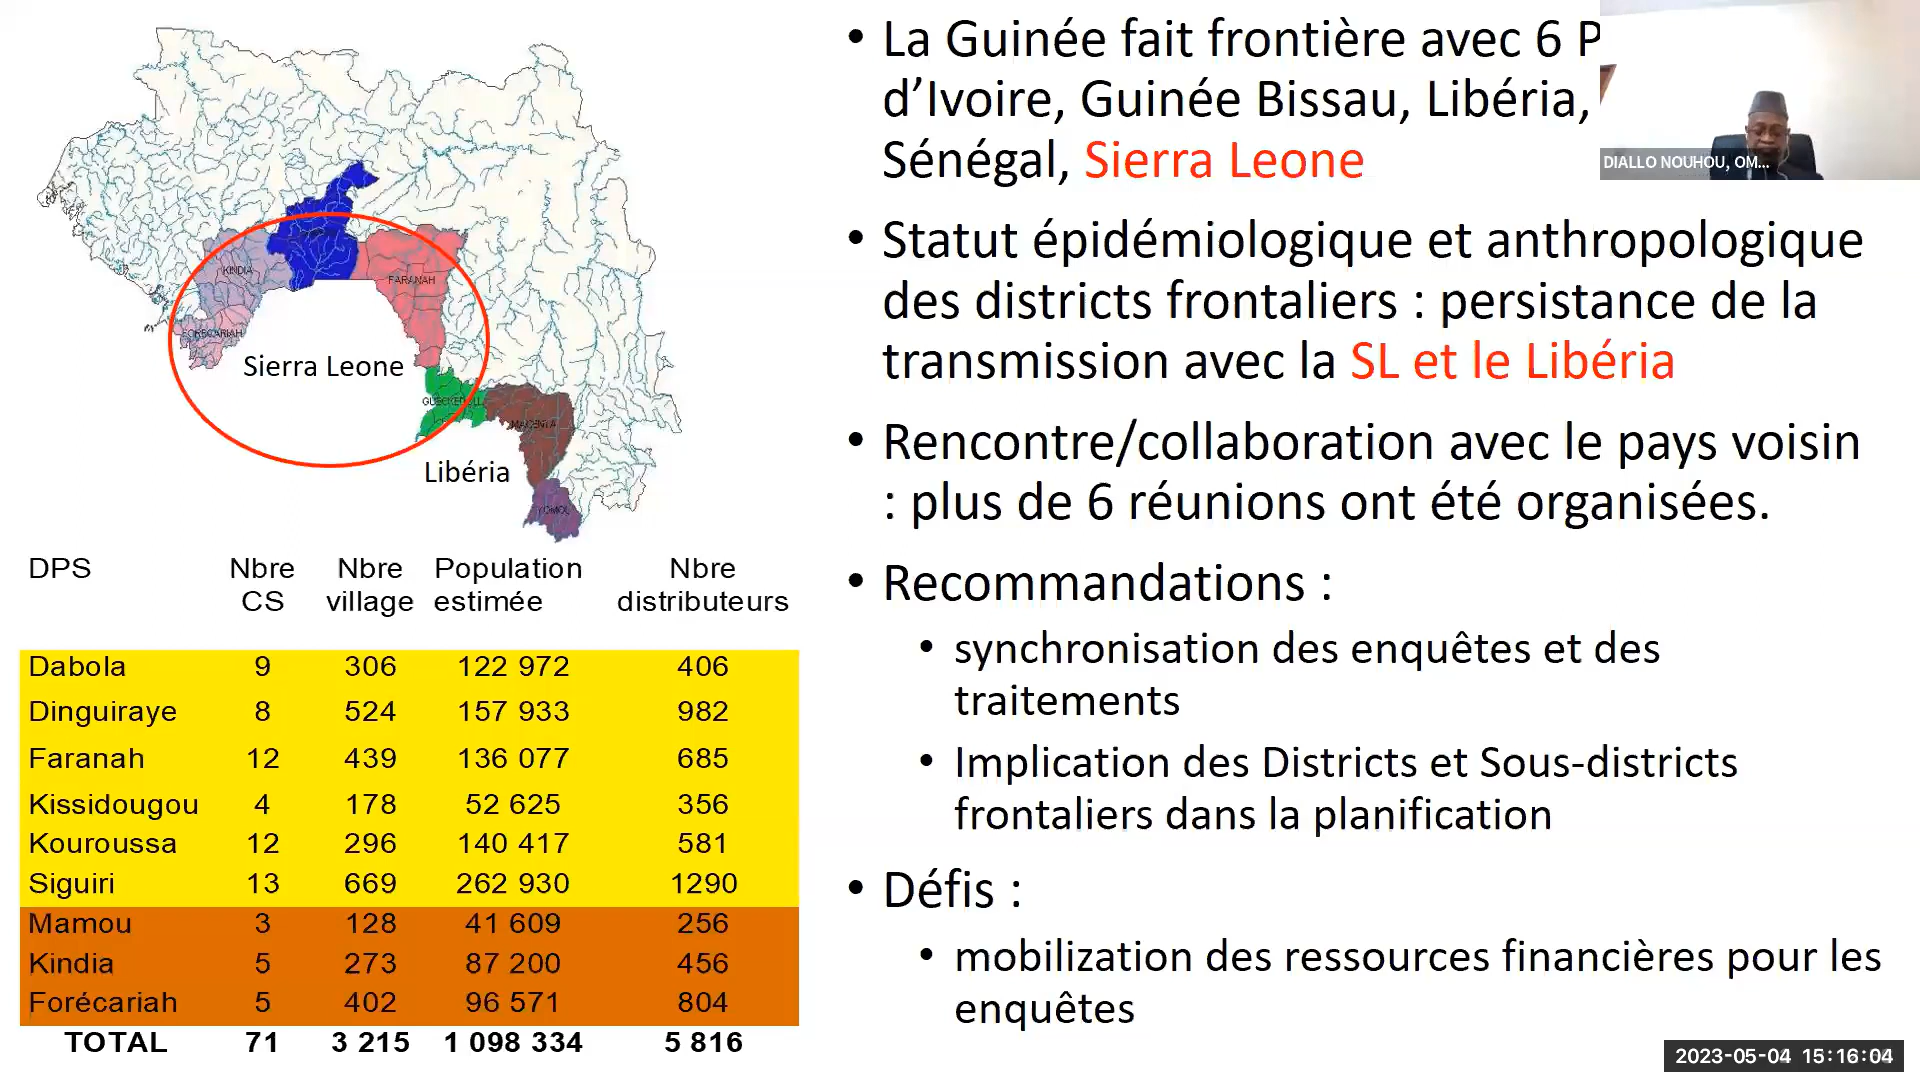 KINDIA
FARANAH
FORECARIAH
Sierra Leone
MACENTA
Libéria
YOMOU
DPS Nbre Nbre Population Nbre
CS village estimée distributeurs
Dabola 9 306 122 972 406
Dinguiraye 8 524 157 933 982
Faranah 12 439 136 077 685
Kissidougou 4 178 52 625 356
Kouroussa 12 296 140 417 581
Siguiri 13 669 262 930 1290
Mamou 3 128 41 609 256
Kindia 5 273 87 200 456
Forécariah 5 402 96 571 804
TOTAL 71 3 215 1 098 334 5 816
• La Guinée fait frontière avec 6 P
d’Ivoire, Guinée Bissau, Libéria,
Sénégal, Sierra Leone
• Statut épidémiologique et anthropologique
des districts frontaliers : persistance de la
transmission avec la SL et le Libéria
• Rencontre/collaboration avec le pays voisin
: plus de 6 réunions ont été organisées.
• Recommandations :
• synchronisation des enquêtes et des
traitements
• Implication des Districts et Sous-districts
frontaliers dans la planification
• Défis :
• mobilization des ressources financières pour les
enquêtes
DIALLO NOUHOU, OM...
2023-05-04 15:16:04